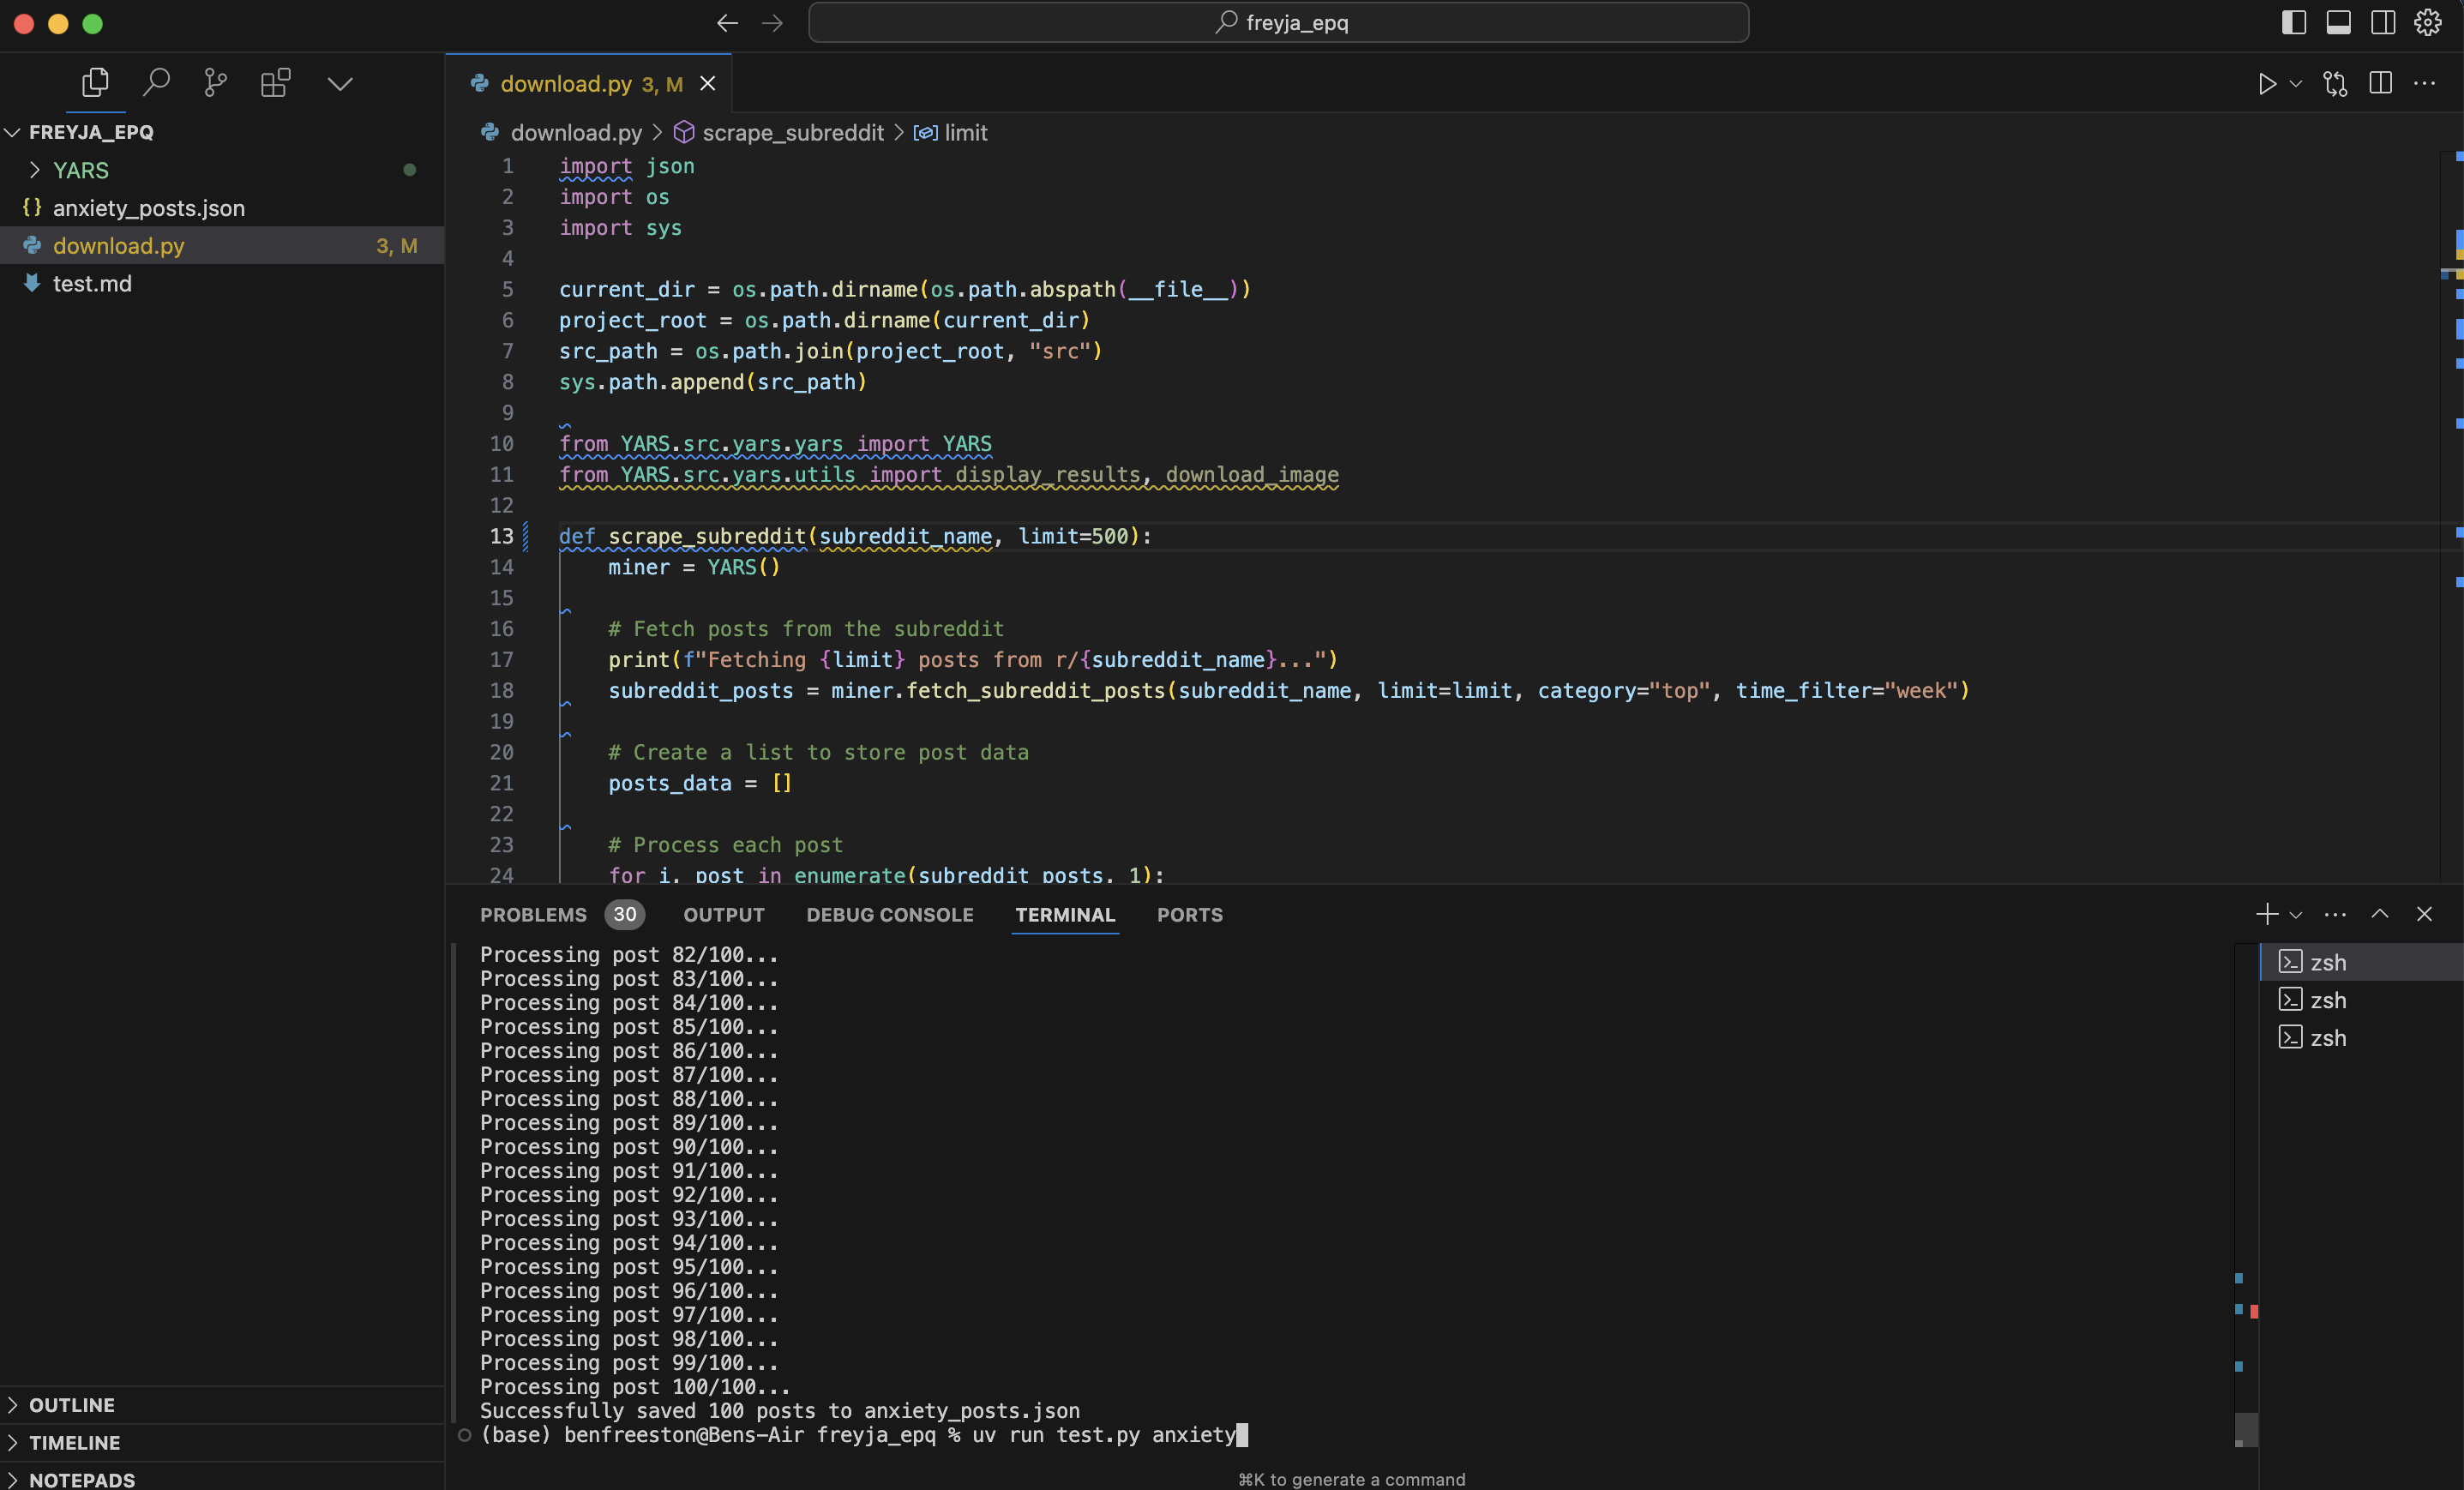 freyja_epq
FREYJA_EPQ
YARS
{} anxiety_posts.json
download.py 3, M
test.md
OUTLINE
TIMELINE
NOTEPADS
download.py 3, M
download.py > scrape_subreddit > limit
1 import json
2 import os
3 import sys
4
5 current_dir = os.path.dirname(os.path.abspath(__file__))
6 project_root = os.path.dirname(current_dir)
7 src_path = os.path.join(project_root, "src")
8 sys.path.append(src_path)
9
10 from YARS.src.yars.yars import YARS
11 from YARS.src.yars.utils import display_results, download_image
12
13 def scrape_subreddit(subreddit_name, limit=500):
14 miner = YARS()
15
16 # Fetch posts from the subreddit
17 print(f"Fetching {limit} posts from r/{subreddit_name}...")
18 subreddit_posts = miner.fetch_subreddit_posts(subreddit_name, limit=limit, category="top", time_filter="week")
19
20 # Create a list to store post data
21 posts_data = []
22
23 # Process each post
24 for i, post in enumerate(subreddit_posts, 1):
PROBLEMS 30 OUTPUT DEBUG CONSOLE TERMINAL PORTS
Processing post 82/100...
Processing post 83/100...
Processing post 84/100...
Processing post 85/100...
Processing post 86/100...
Processing post 87/100...
Processing post 88/100...
Processing post 89/100...
Processing post 90/100...
Processing post 91/100...
Processing post 92/100...
Processing post 93/100...
Processing post 94/100...
Processing post 95/100...
Processing post 96/100...
Processing post 97/100...
Processing post 98/100...
Processing post 99/100...
Processing post 100/100...
Successfully saved 100 posts to anxiety_posts.json
(base) benfreeston@Bens-Air freyja_epq % uv run test.py anxiety
⌘K to generate a command
zsh
zsh
zsh